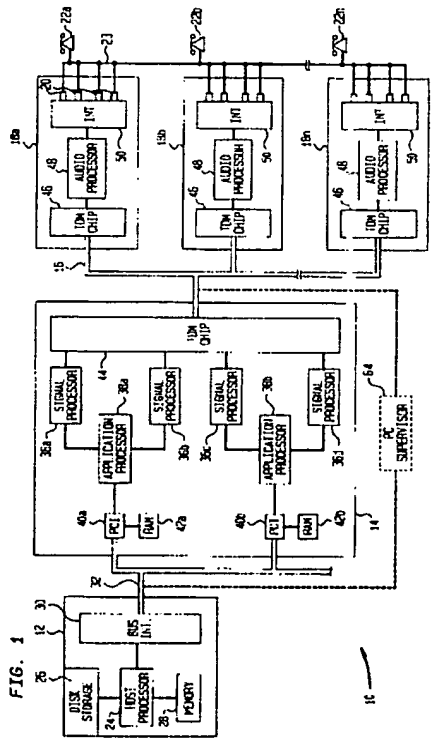 FIG. 1
10
12
26
DISK
STORAGE
24
HOST
PROCESSOR
28
MEMORY
30
BUS
INT.
32
14
40a
PCI
42a
RAM
40b
PCI
42b
RAM
38a
APPLICATION
PROCESSOR
38b
APPLICATION
PROCESSOR
36a
SIGNAL
PROCESSOR
36b
SIGNAL
PROCESSOR
36c
SIGNAL
PROCESSOR
36d
SIGNAL
PROCESSOR
44
TDM
CHIP
64
PC
SUPERVISOR
16
18a
46
TDM
CHIP
48
AUDIO
PROCESSOR
50
INT
20
18b
46
TDM
CHIP
48
AUDIO
PROCESSOR
50
INT
18n
46
TDM
CHIP
48
AUDIO
PROCESSOR
50
INT
22a
22b
22n